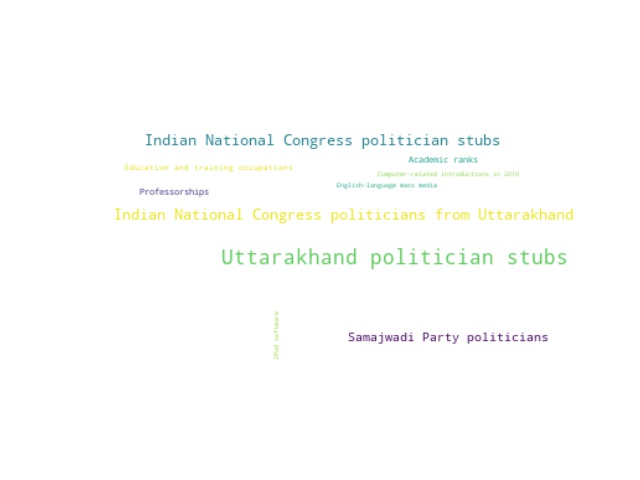 Indian National Congress politician stubs
Academic ranks
Education and training occupations
Computer-related introductions in 2010
English-language mass media
Professorships
Indian National Congress politicians from Uttarakhand
Uttarakhand politician stubs
iPad software
Samajwadi Party politicians